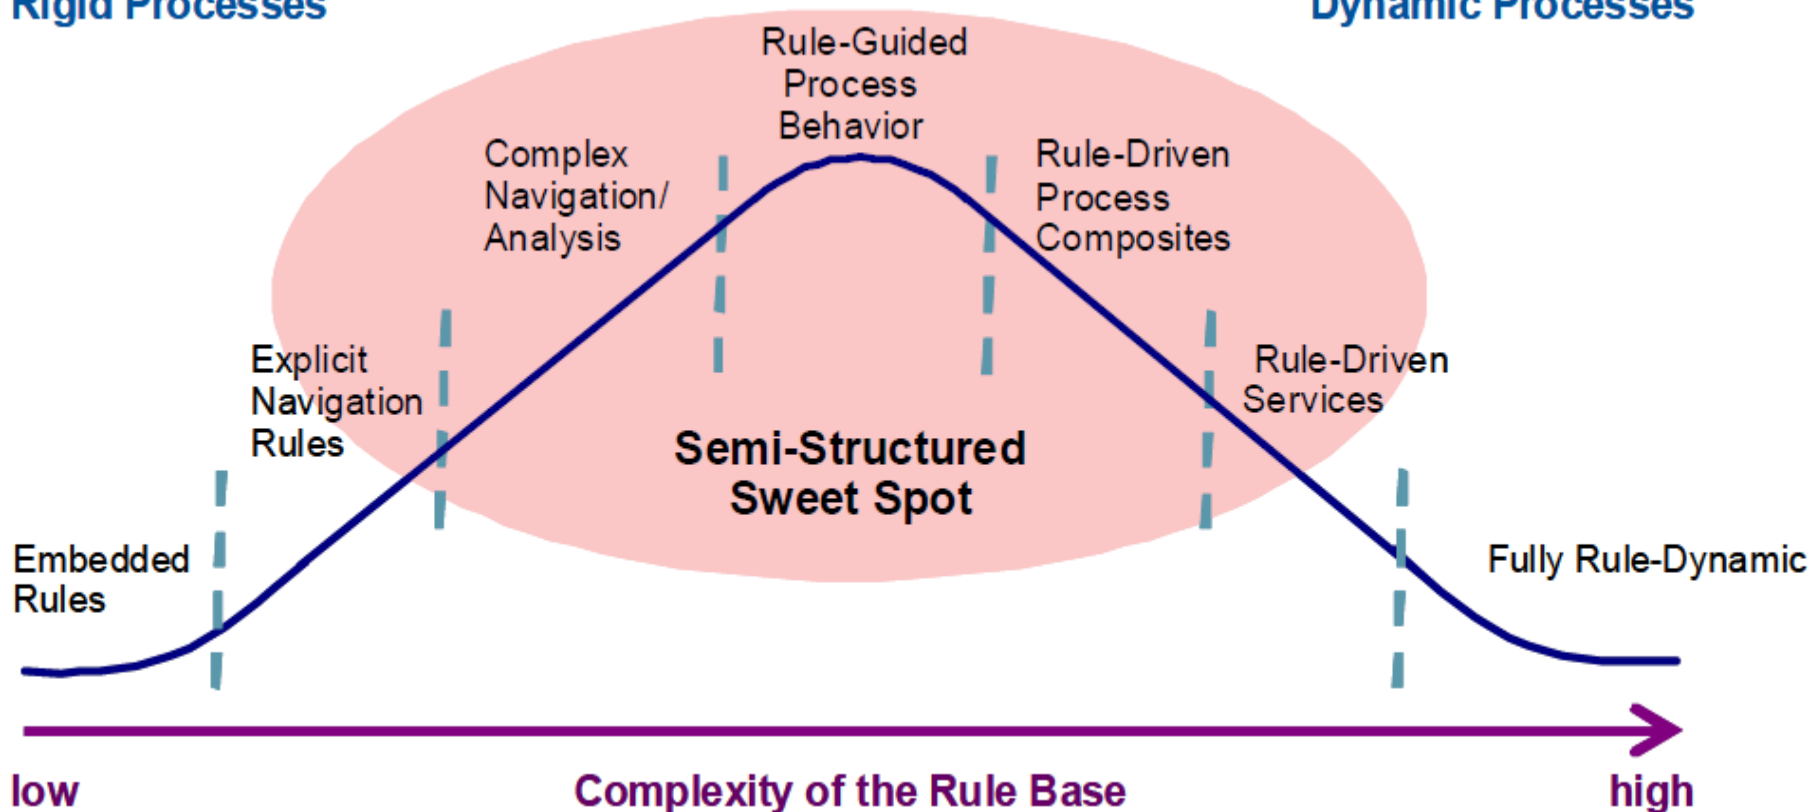 Rigid Processes
Dynamic Processes
Rule-Guided
Process
Behavior
Complex
Navigation/
Analysis
Rule-Driven
Process
Composites
Explicit
Navigation
Rules
Rule-Driven
Services
Semi-Structured
Sweet Spot
Embedded
Rules
Fully Rule-Dynamic
low
Complexity of the Rule Base
high